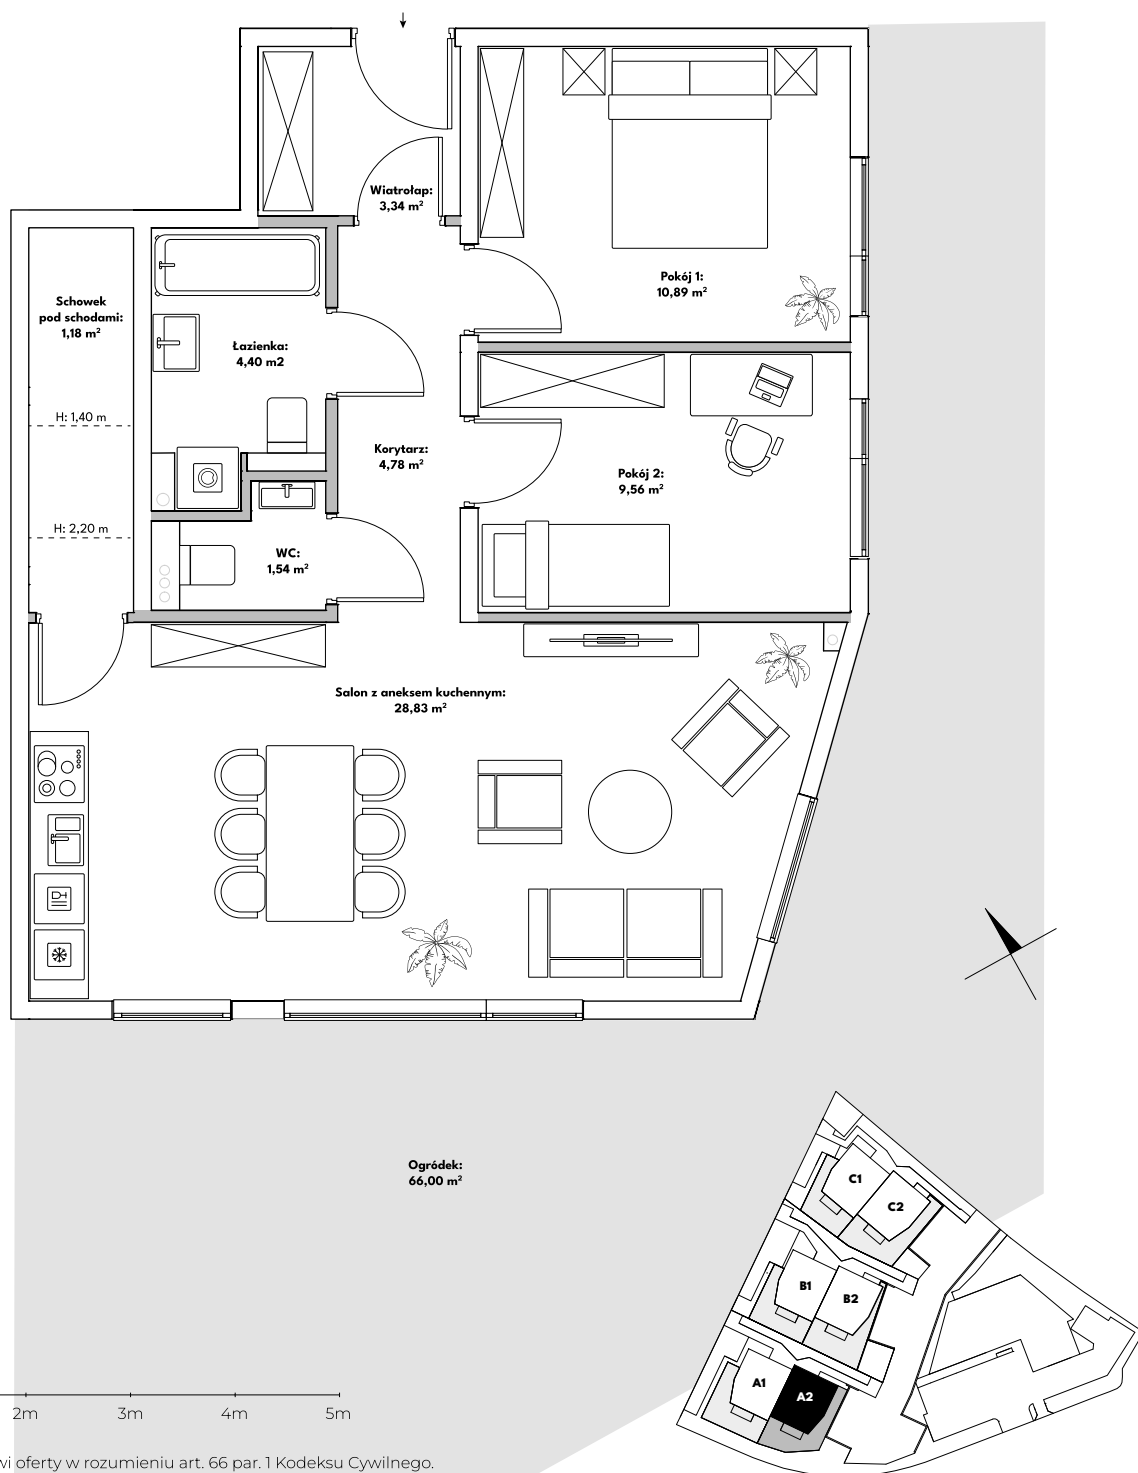 Wiatrołap:
3,34 m²
Pokój 1:
10,89 m²
Schowek
pod schodami:
1,18 m²
Łazienka:
4,40 m2
H: 1,40 m
Korytarz:
4,78 m²
Pokój 2:
9,56 m²
H: 2,20 m
WC:
1,54 m²
Salon z aneksem kuchennym:
28,83 m²
Ogródek:
66,00 m²
C1
C2
B1
B2
A1
A2
2m 3m 4m 5m
wi oferty w rozumieniu art. 66 par. 1 Kodeksu Cywilnego.